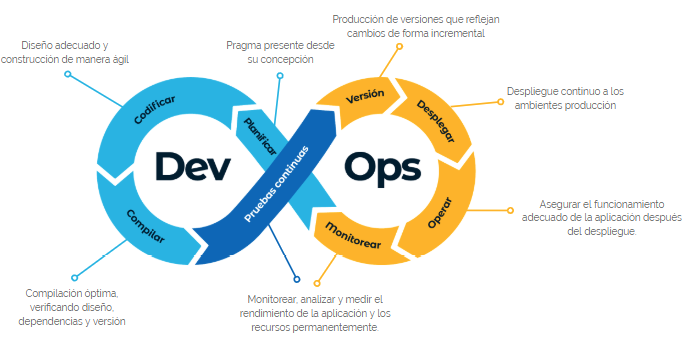 Producción de versiones que reflejan
cambios de forma incremental
Diseño adecuado y
construcción de manera ágil
Pragma presente desde
su concepción
Despliegue continuo a los
ambientes producción
Codificar
Planificar
Versión
Desplegar
Dev
Ops
Pruebas continuas
Compilar
Monitorear
Operar
Asegurar el funcionamiento
adecuado de la aplicación después
del despliegue.
Compilación óptima,
verificando diseño,
dependencias y versión
Monitorear, analizar y medir el
rendimiento de la aplicación y los
recursos permanentemente.